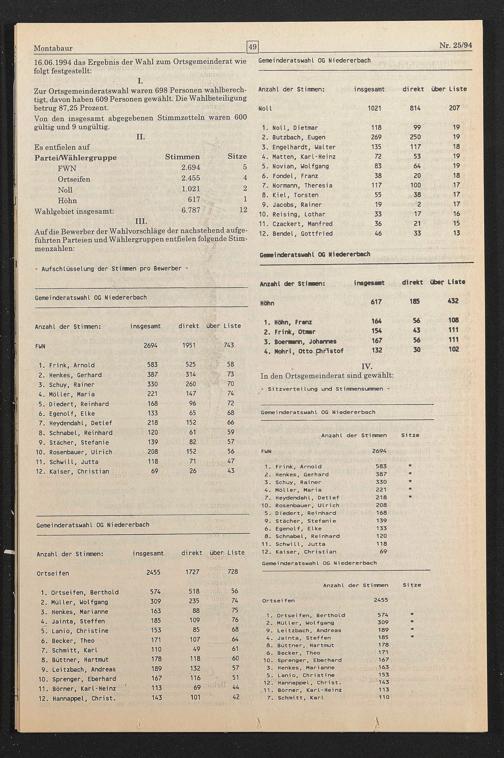 Montabaur
49
Nr. 25/94
16.06.1994 das Ergebnis der Wahl zum Ortsgemeinderat wie
folgt festgestellt:
I.
Zur Ortsgemeinderatswahl waren 698 Personen wahlberech-
tigt, davon haben 609 Personen gewählt. Die Wahlbeteiligung
betrug 87,25 Prozent.
Von den insgesamt abgegebenen Stimmzetteln waren 600
gültig und 9 ungültig.
II.
Es entfielen auf
Partei/Wählergruppe Stimmen Sitze
FWN 2.694 5
Ortseifen 2.455 4
Noll 1.021 2
Höhn 617 1
Wahlgebiet insgesamt: 6.787 12
III.
Auf die Bewerber der Wahlvorschläge der nachstehend aufge-
führten Parteien und Wählergruppen entfielen folgende Stim-
menzahlen:
- Aufschlüsselung der Stimmen pro Bewerber -
Gemeinderatswahl OG Niedererbach
Anzahl der Stimmen: insgesamt direkt über Liste
FWN 2694 1951 743
1. Frink, Arnold 583 525 58
2. Henkes, Gerhard 387 314 73
3. Schuy, Rainer 330 260 70
4. Möller, Maria 221 147 74
5. Diedert, Reinhard 168 96 72
6. Egenolf, Elke 133 65 68
7. Heydendahl, Detlef 218 152 66
8. Schnabel, Reinhard 120 61 59
9. Stächer, Stefanie 139 82 57
10. Rosenbauer, Ulrich 208 152 56
11. Schwill, Jutta 118 71 47
12. Kaiser, Christian 69 26 43
Gemeinderatswahl OG Niedererbach
Anzahl der Stimmen: insgesamt direkt über Liste
Ortseifen 2455 1727 728
1. Ortseifen, Berthold 574 518 56
2. Müller, Wolfgang 309 235 74
3. Henkes, Marianne 163 88 75
4. Jainta, Steffen 185 109 76
5. Lanio, Christine 153 85 68
6. Becker, Theo 171 107 64
7. Schmitt, Karl 110 49 61
8. Büttner, Hartmut 178 118 60
9. Leitzbach, Andreas 189 132 57
10. Sprenger, Eberhard 167 116 51
11. Börner, Karl-Heinz 113 69 44
12. Hannappel, Christ. 143 101 42
Gemeinderatswahl OG Niedererbach
Anzahl der Stimmen: insgesamt direkt über Liste
Noll 1021 814 207
1. Noll, Dietmar 118 99 19
2. Butzbach, Eugen 269 250 19
3. Engelhardt, Walter 135 117 18
4. Matten, Karl-Heinz 72 53 19
5. Novian, Wolfgang 83 64 19
6. Fondel, Franz 38 20 18
7. Normann, Theresia 117 100 17
8. Kiel, Torsten 55 38 17
9. Jacobs, Rainer 19 2 17
10. Reising, Lothar 33 17 16
11. Czackert, Manfred 36 21 15
12. Bendel, Gottfried 46 33 13
Gemeinderatswahl OG Niedererbach
Anzahl der Stimmen: insgesamt direkt über Liste
Höhn 617 185 432
1. Höhn, Franz 164 56 108
2. Frink, Otmar 154 43 111
3. Boermann, Johannes 167 56 111
4. Mohri, Otto Christof 132 30 102
IV.
In den Ortsgemeinderat sind gewählt:
- Sitzverteilung und Stimmensummen -
Gemeinderatswahl OG Niedererbach
Anzahl der Stimmen Sitze
FWN 2694
1. Frink, Arnold 583 *
2. Henkes, Gerhard 387 *
3. Schuy, Rainer 330 *
4. Möller, Maria 221 *
7. Heydendahl, Detlef 218 *
10. Rosenbauer, Ulrich 208
5. Diedert, Reinhard 168
9. Stächer, Stefanie 139
6. Egenolf, Elke 133
8. Schnabel, Reinhard 120
11. Schwill, Jutta 118
12. Kaiser, Christian 69
Gemeinderatswahl OG Niedererbach
Anzahl der Stimmen Sitze
Ortseifen 2455
1. Ortseifen, Berthold 574 *
2. Müller, Wolfgang 309 *
9. Leitzbach, Andreas 189 *
4. Jainta, Steffen 185 *
8. Büttner, Hartmut 178
6. Becker, Theo 171
10. Sprenger, Eberhard 167
3. Henkes, Marianne 163
5. Lanio, Christine 153
12. Hannappel, Christ. 143
11. Börner, Karl-Heinz 113
7. Schmitt, Karl 110